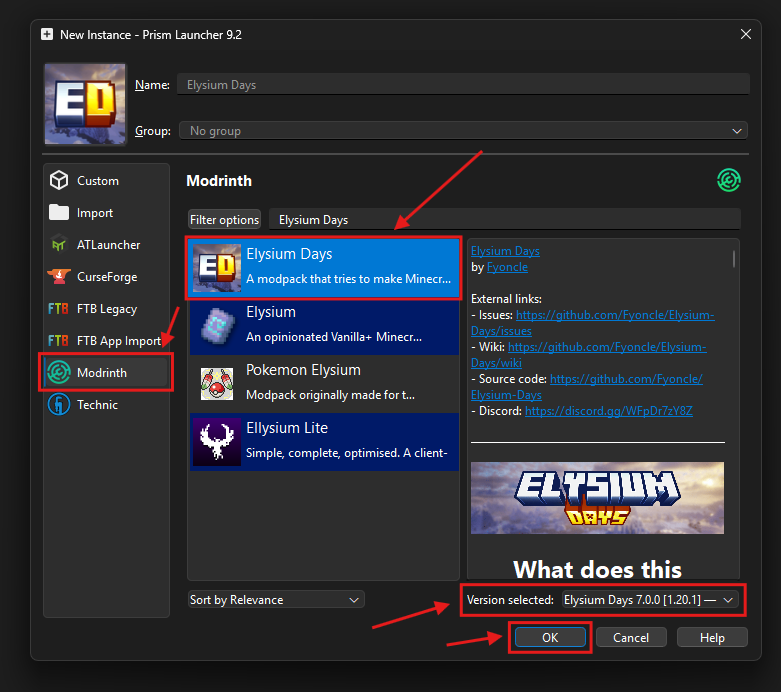 New Instance - Prism Launcher 9.2
ED
Name: Elysium Days
Group: No group
Custom
Import
ATLauncher
CurseForge
FTB FTB Legacy
FTB FTB App Import
Modrinth
Technic
Modrinth
Filter options Elysium Days
ED
Elysium Days
A modpack that tries to make Minecr...
Elysium
An opinionated Vanilla+ Minecr...
Pokemon Elysium
Modpack originally made for t...
Ellysium Lite
Simple, complete, optimised. A client-
Sort by Relevance
Elysium Days
by Fyoncle
External links:
- Issues: https://github.com/Fyoncle/Elysium-
Days/issues
- Wiki: https://github.com/Fyoncle/Elysium-
Days/wiki
- Source code: https://github.com/Fyoncle/
Elysium-Days
- Discord: https://discord.gg/WFpDr7zY8Z
ELYSIUM
DAYS
What does this
Version selected: Elysium Days 7.0.0 [1.20.1] —
OK Cancel Help